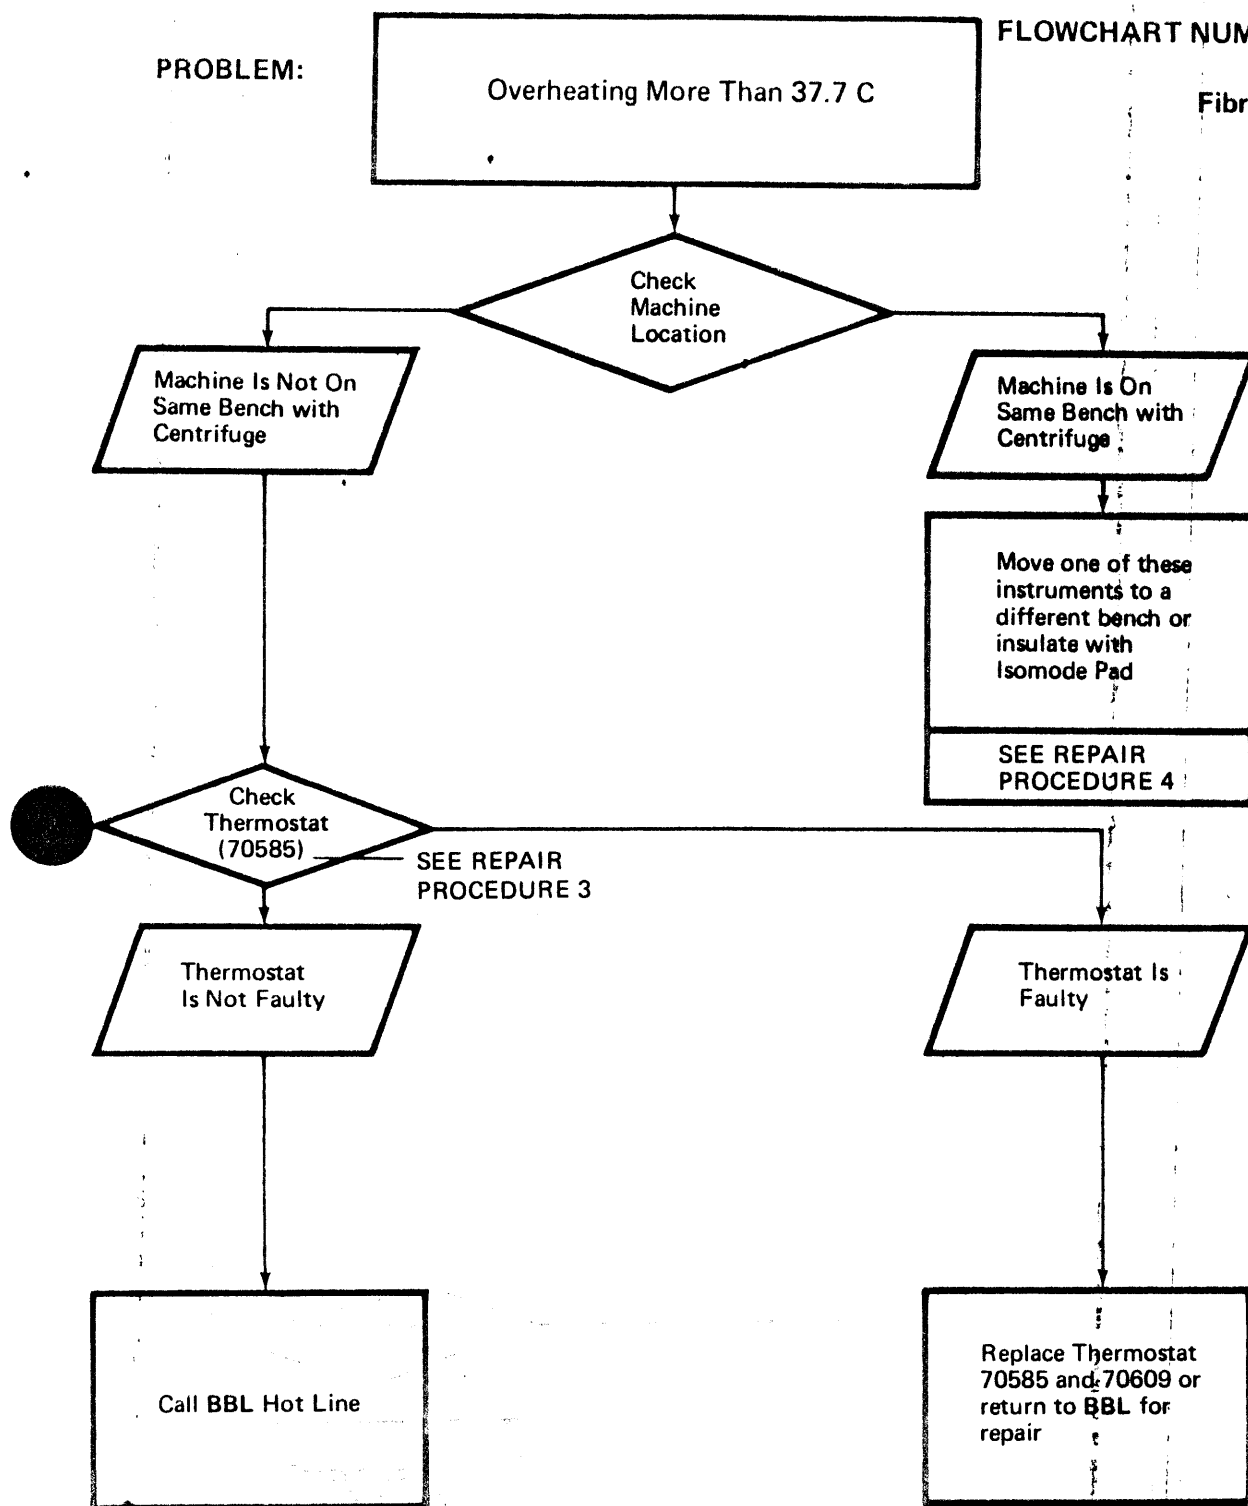 PROBLEM:
Overheating More Than 37.7 C
FLOWCHART NUM
Fibr
Check
Machine
Location
Machine Is Not On
Same Bench with
Centrifuge
Machine Is On
Same Bench with
Centrifuge
Move one of these
instruments to a
different bench or
insulate with
Isomode Pad
SEE REPAIR
PROCEDURE 4
Check
Thermostat
(70585)
SEE REPAIR
PROCEDURE 3
Thermostat
Is Not Faulty
Thermostat Is
Faulty
Call BBL Hot Line
Replace Thermostat
70585 and 70609 or
return to BBL for
repair